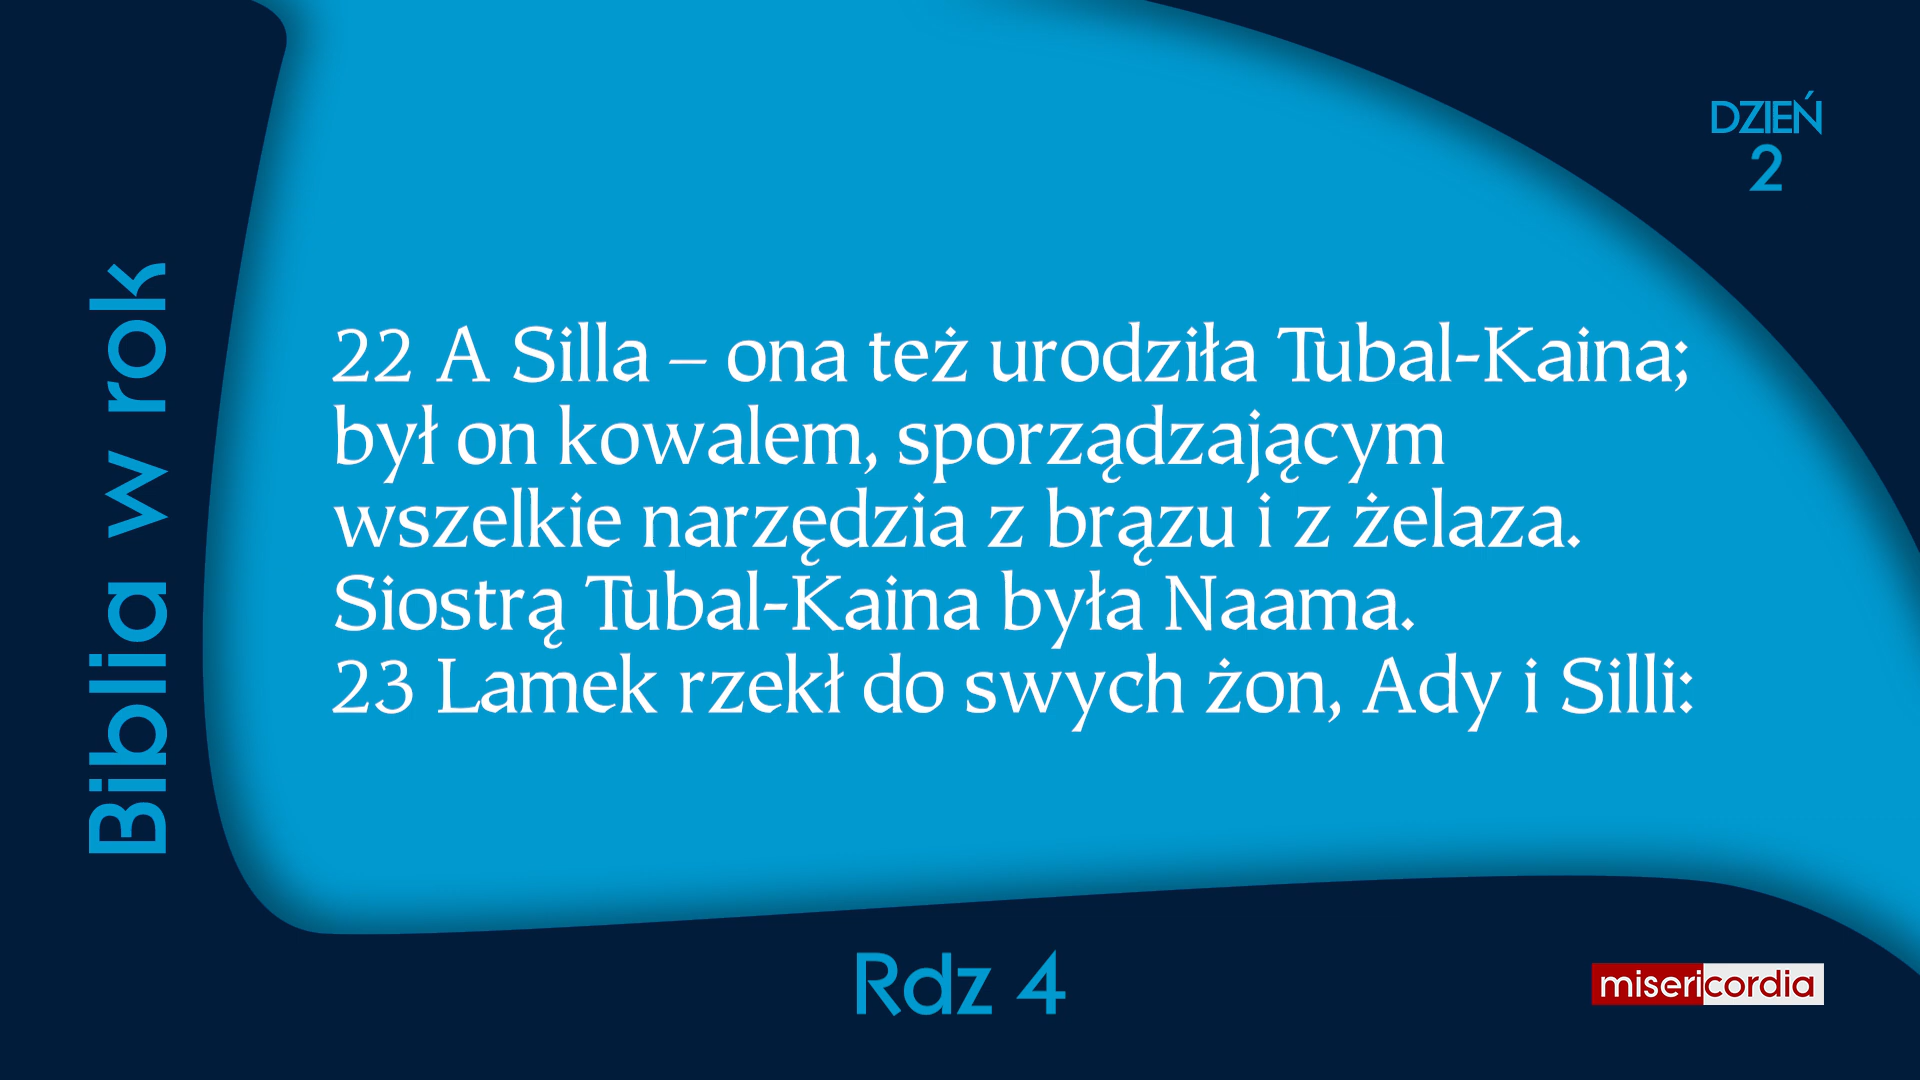 DZIEŃ
2
Biblia w rok
22 A Silla – ona też urodziła Tubal-Kaina;
był on kowalem, sporządzającym
wszelkie narzędzia z brązu i z żelaza.
Siostrą Tubal-Kaina była Naama.
23 Lamek rzekł do swych żon, Ady i Silli:
Rdz 4
misericordia